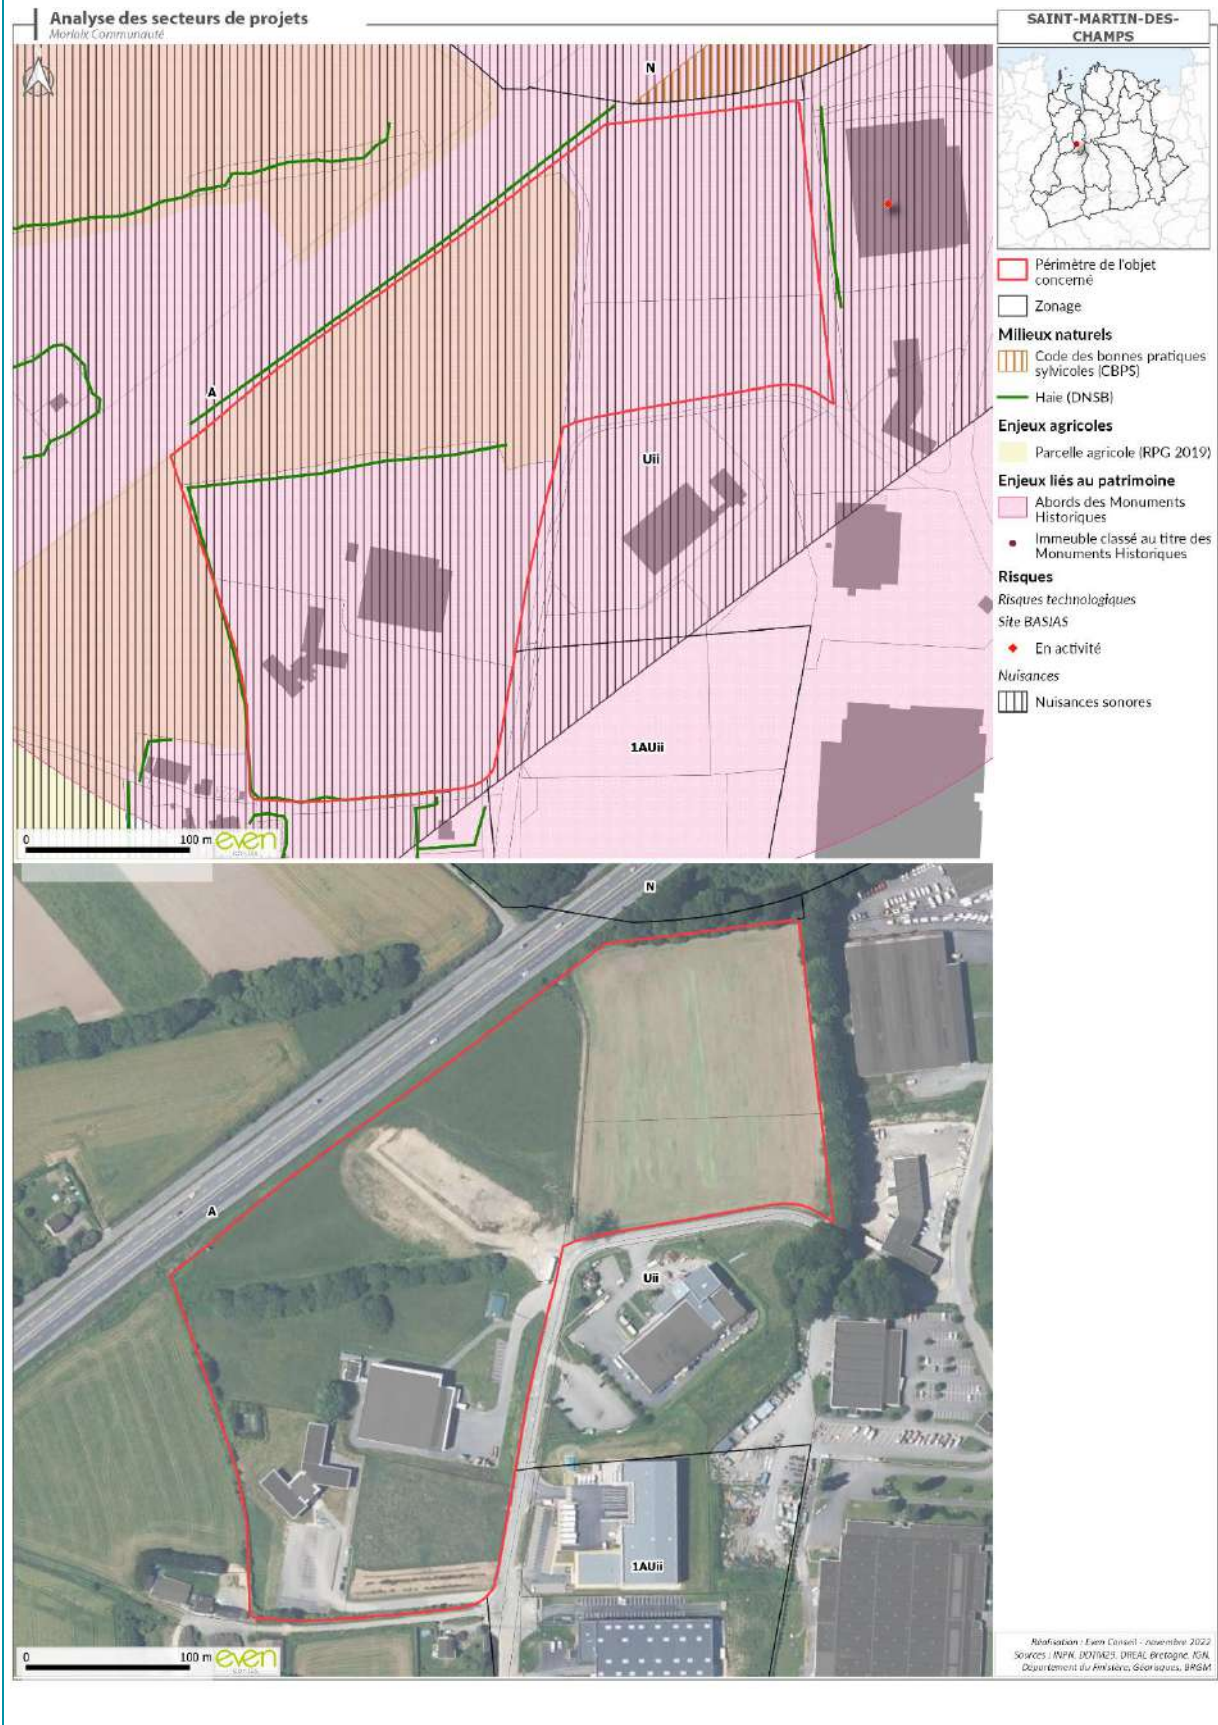 Analyse des secteurs de projets
Morlaix Communauté
SAINT-MARTIN-DES-
CHAMPS
N
A
Uii
1AUii
0
100 m
even
conseil
Périmètre de l'objet
concerné
Zonage
Milieux naturels
Code des bonnes pratiques
sylvicoles (CBPS)
Haie (DNSB)
Enjeux agricoles
Parcelle agricole (RPG 2019)
Enjeux liés au patrimoine
Abords des Monuments
Historiques
Immeuble classé au titre des
Monuments Historiques
Risques
Risques technologiques
Site BASIAS
En activité
Nuisances
Nuisances sonores
N
A
Uii
1AUii
0
100 m
even
conseil
Réalisation : Even Conseil - novembre 2022
Sources : INPN, DDTM29, DREAL Bretagne, IGN,
Département du Finistère, Géorisques, BRGM